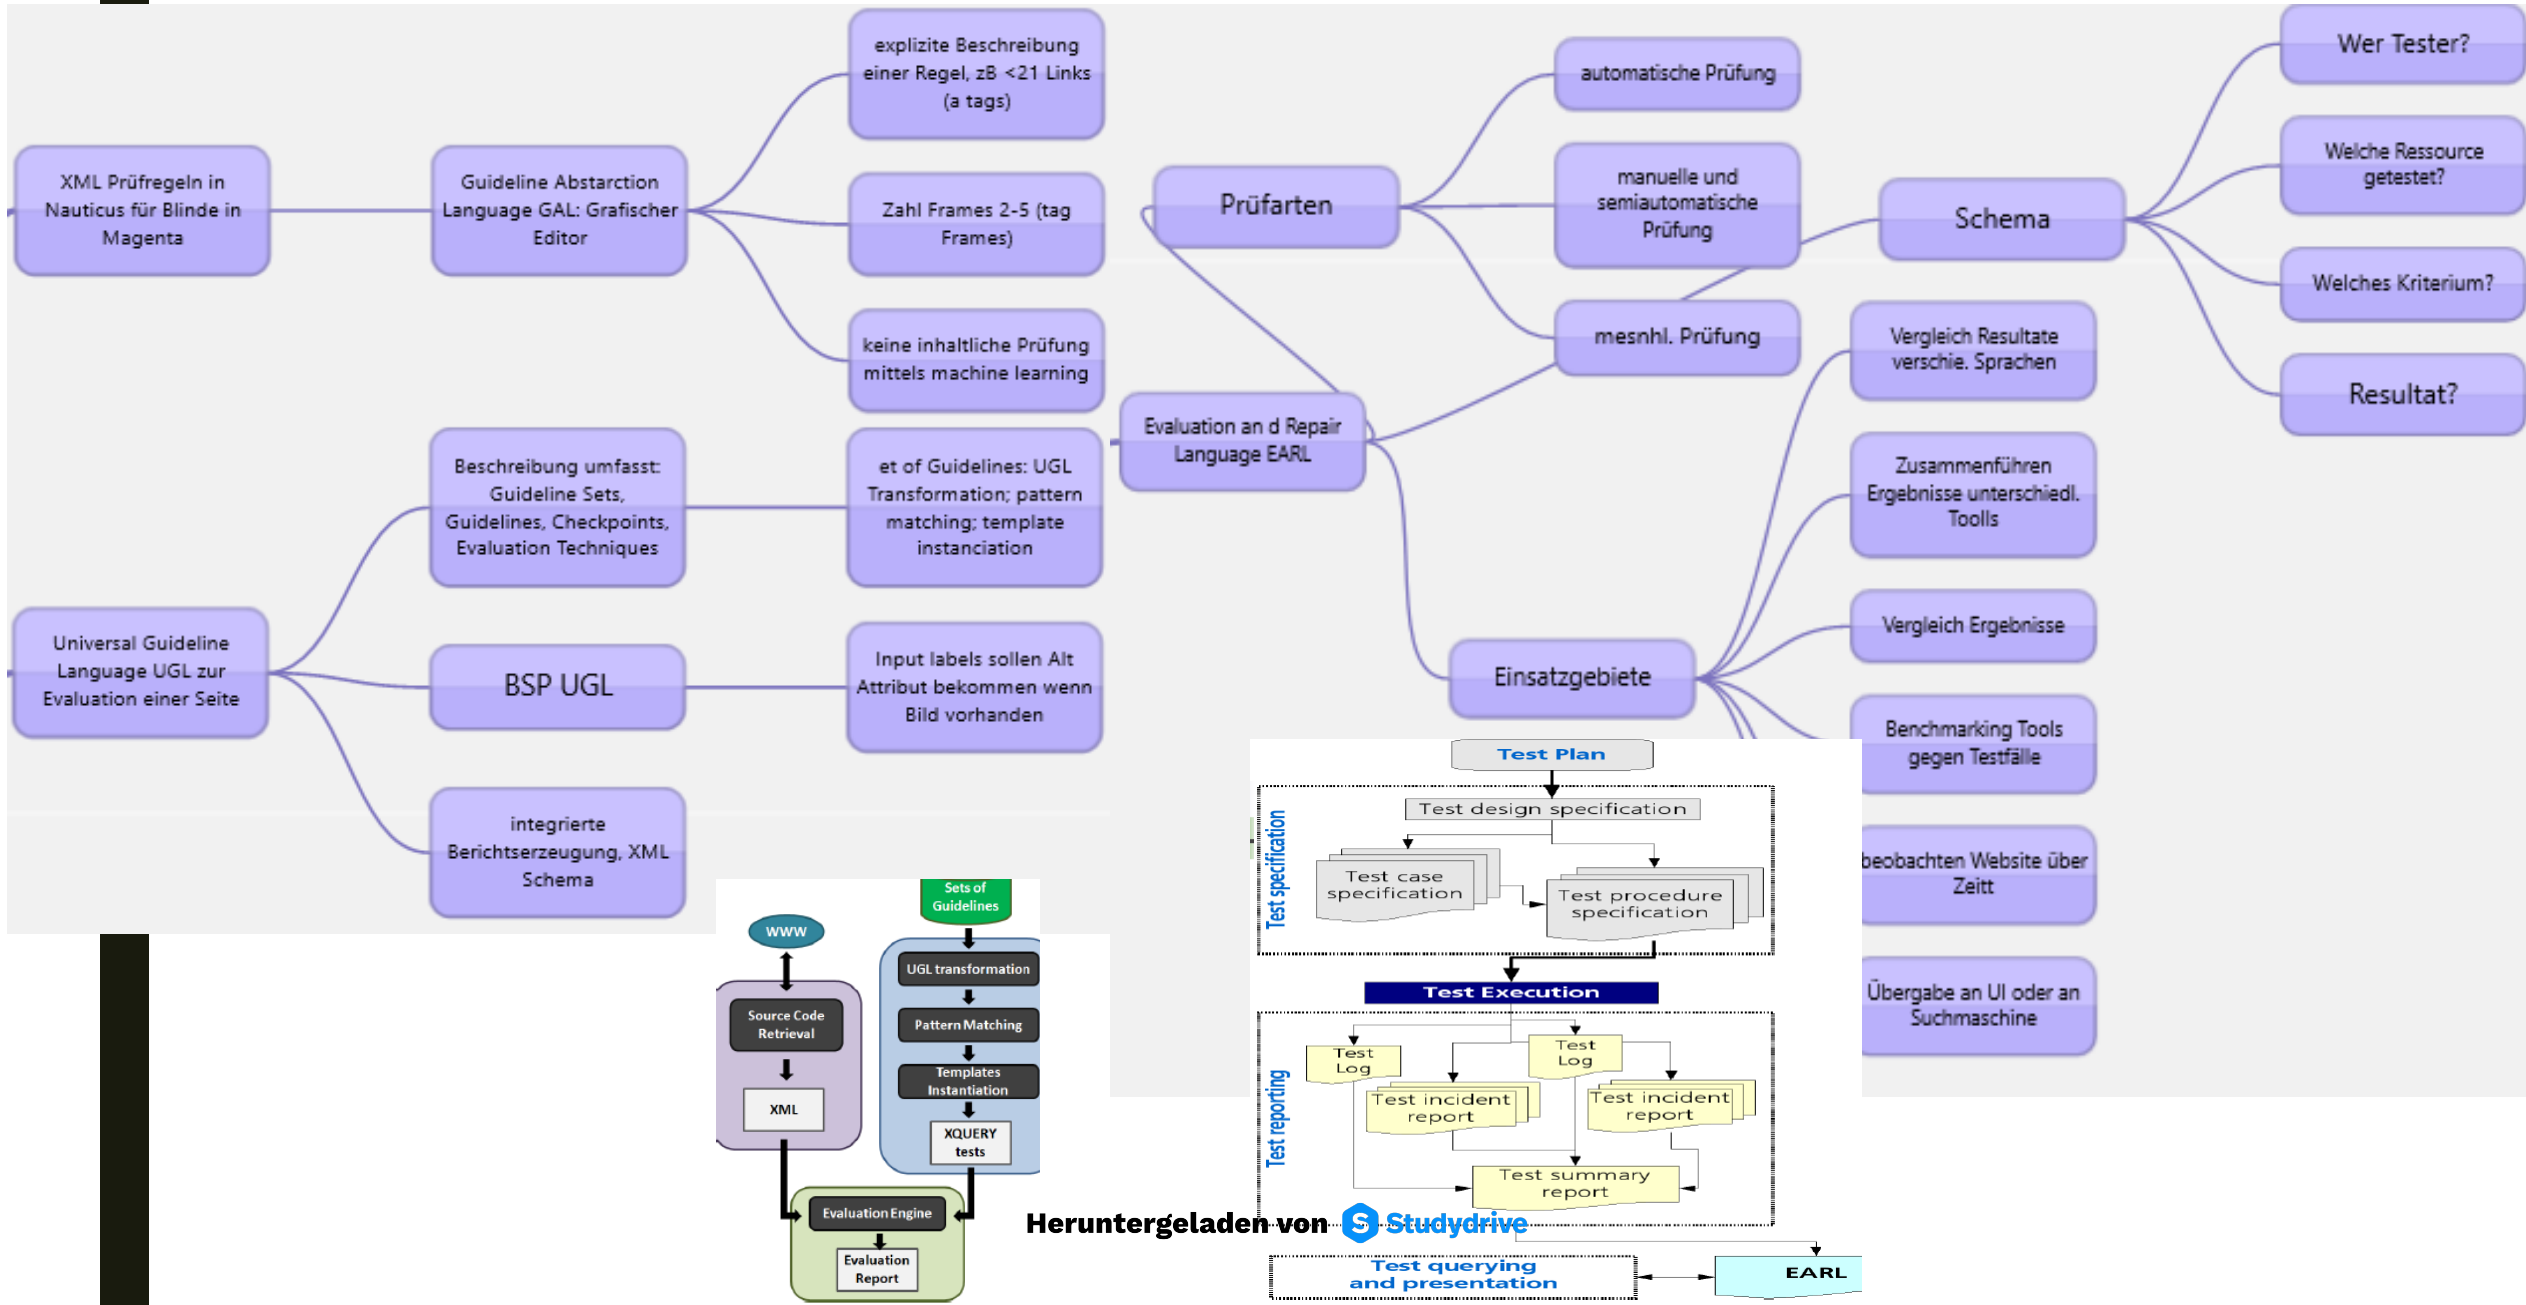 XML Prüfregeln in
Nauticus für Blinde in
Magenta
Guideline Abstarction
Language GAL: Grafischer
Editor
explizite Beschreibung
einer Regel, zB <21 Links
(a tags)
Zahl Frames 2-5 (tag
Frames)
keine inhaltliche Prüfung
mittels machine learning
Universal Guideline
Language UGL zur
Evaluation einer Seite
Beschreibung umfasst:
Guideline Sets,
Guidelines, Checkpoints,
Evaluation Techniques
et of Guidelines: UGL
Transformation; pattern
matching; template
instanciation
BSP UGL
Input labels sollen Alt
Attribut bekommen wenn
Bild vorhanden
integrierte
Berichtserzeugung, XML
Schema
Evaluation an d Repair
Language EARL
Prüfarten
automatische Prüfung
manuelle und
semiautomatische
Prüfung
mesnhl. Prüfung
Schema
Wer Tester?
Welche Ressource
getestet?
Welches Kriterium?
Resultat?
Einsatzgebiete
Vergleich Resultate
verschie. Sprachen
Zusammenführen
Ergebnisse unterschiedl.
Toolls
Vergleich Ergebnisse
Benchmarking Tools
gegen Testfälle
beobachten Website über
Zeitt
Übergabe an UI oder an
Suchmaschine
WWW
Source Code
Retrieval
XML
Sets of
Guidelines
UGL transformation
Pattern Matching
Templates
Instantiation
XQUERY
tests
Evaluation Engine
Evaluation
Report
Test Plan
Test specification
Test design specification
Test case
specification
Test procedure
specification
Test Execution
Test reporting
Test
Log
Test
Log
Test incident
report
Test incident
report
Test summary
report
Test querying
and presentation
EARL
Heruntergeladen von Studydrive